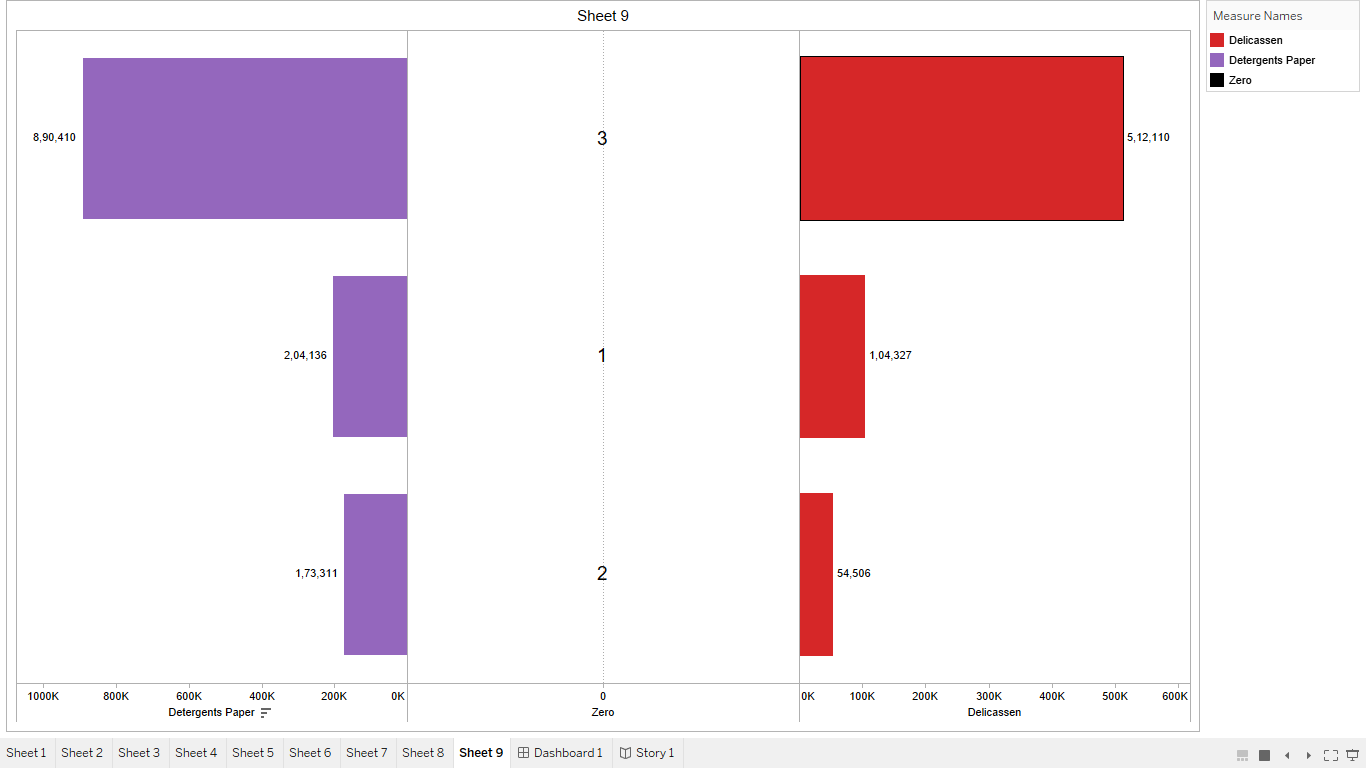 Sheet 9
Measure Names
Delicassen
Detergents Paper
Zero
8,90,410
3
5,12,110
2,04,136
1
1,04,327
1,73,311
2
54,506
1000K 800K 600K 400K 200K 0K
0
0K 100K 200K 300K 400K 500K 600K
Detergents Paper
Zero
Delicassen
Sheet 1 Sheet 2 Sheet 3 Sheet 4 Sheet 5 Sheet 6 Sheet 7 Sheet 8 Sheet 9 Dashboard 1 Story 1